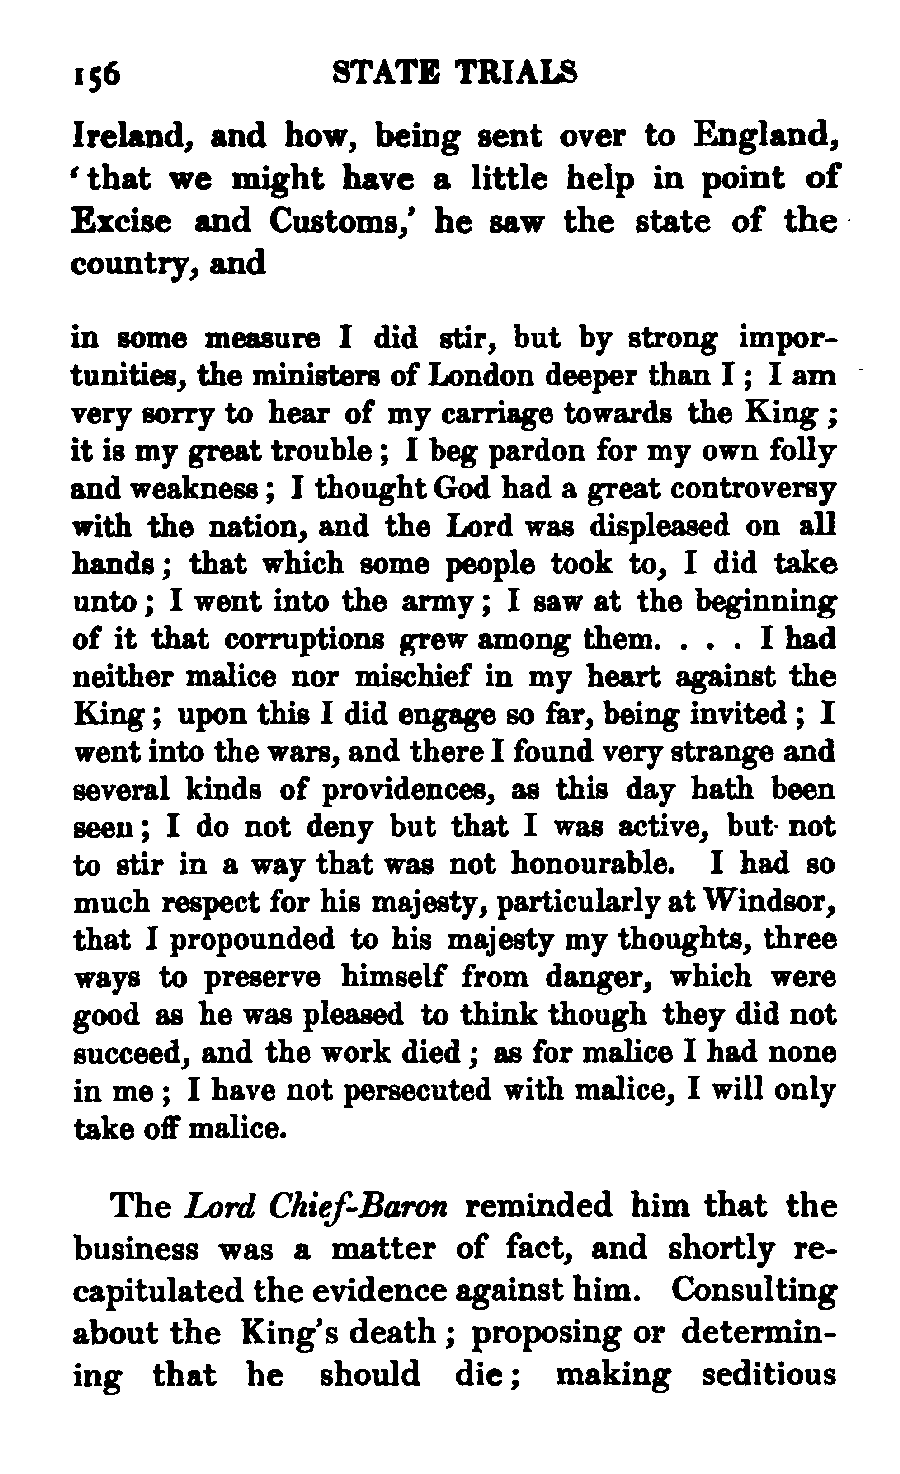 156 STATE TRIALS
Ireland, and how, being sent over to England,
‘that we might have a little help in point of
Excise and Customs,’ he saw the state of the
country, and
in some measure I did stir, but by strong impor-
tunities, the ministers of London deeper than I ; I am
very sorry to hear of my carriage towards the King ;
it is my great trouble ; I beg pardon for my own folly
and weakness ; I thought God had a great controversy
with the nation, and the Lord was displeased on all
hands ; that which some people took to, I did take
unto ; I went into the army ; I saw at the beginning
of it that corruptions grew among them. . . . I had
neither malice nor mischief in my heart against the
King ; upon this I did engage so far, being invited ; I
went into the wars, and there I found very strange and
several kinds of providences, as this day hath been
seen ; I do not deny but that I was active, but not
to stir in a way that was not honourable. I had so
much respect for his majesty, particularly at Windsor,
that I propounded to his majesty my thoughts, three
ways to preserve himself from danger, which were
good as he was pleased to think though they did not
succeed, and the work died ; as for malice I had none
in me ; I have not persecuted with malice, I will only
take off malice.
The Lord Chief-Baron reminded him that the
business was a matter of fact, and shortly re-
capitulated the evidence against him. Consulting
about the King’s death ; proposing or determin-
ing that he should die ; making seditious